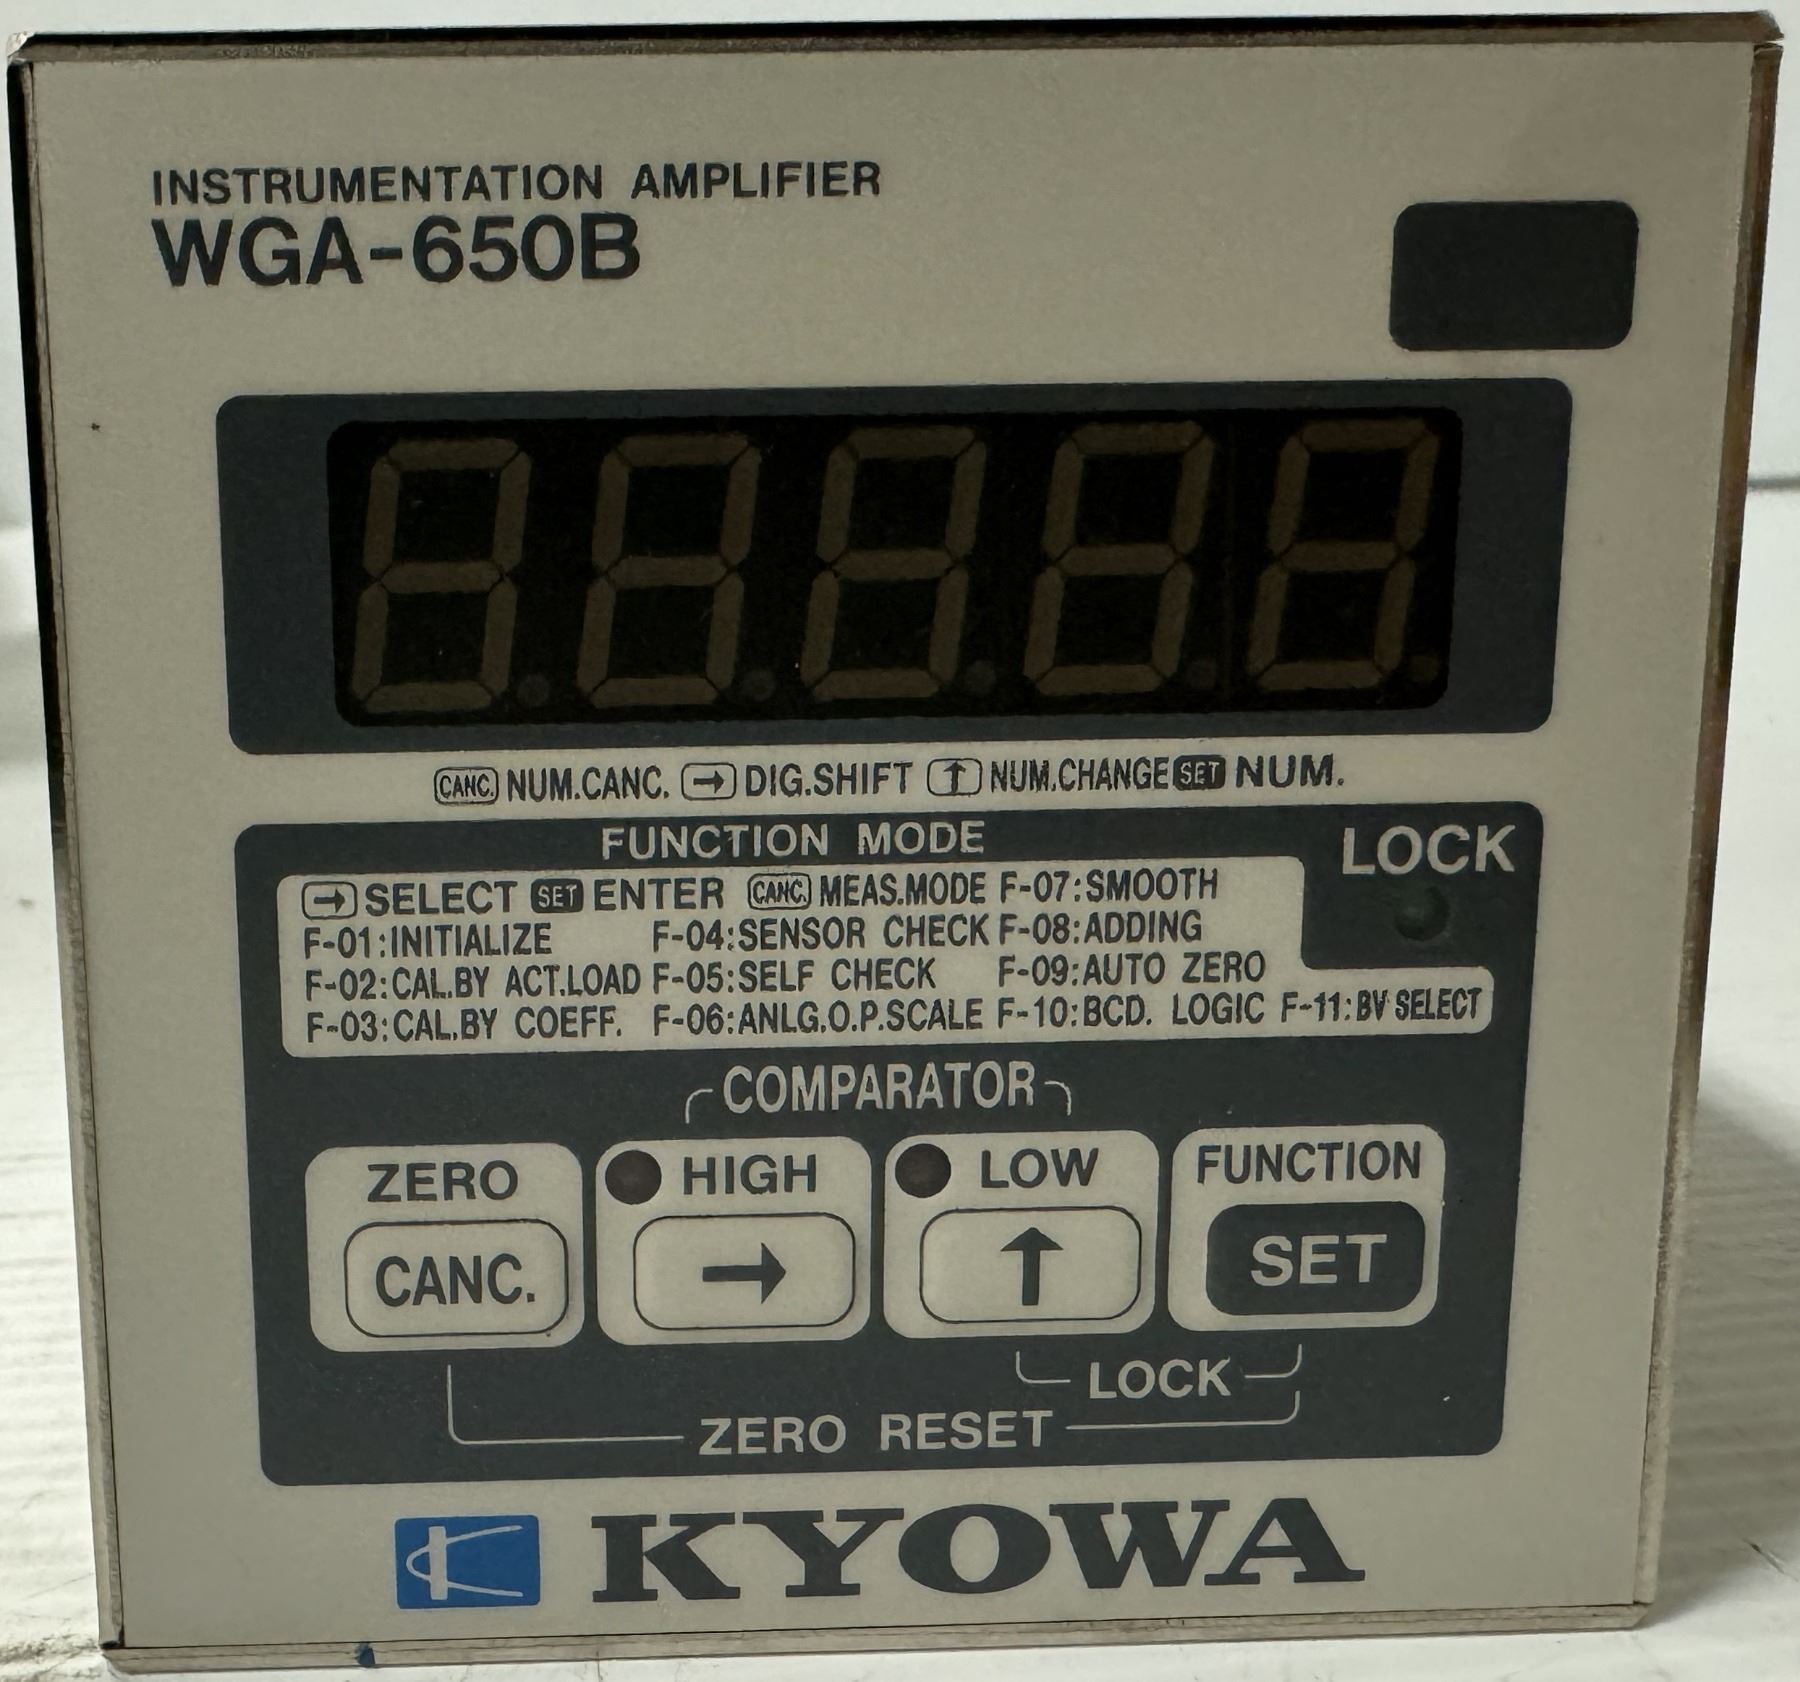 INSTRUMENTATION AMPLIFIER
WGA-650B
CANC. NUM.CANC. → DIG.SHIFT ↑ NUM.CHANGE SET NUM.
FUNCTION MODE
LOCK
→ SELECT SET ENTER CANC. MEAS.MODE F-07:SMOOTH
F-01:INITIALIZE F-04:SENSOR CHECK F-08:ADDING
F-02:CAL.BY ACT.LOAD F-05:SELF CHECK F-09:AUTO ZERO
F-03:CAL.BY COEFF. F-06:ANLG.O.P.SCALE F-10:BCD. LOGIC F-11:BV SELECT
COMPARATOR
ZERO HIGH LOW FUNCTION
CANC. → ↑ SET
LOCK
ZERO RESET
KYOWA